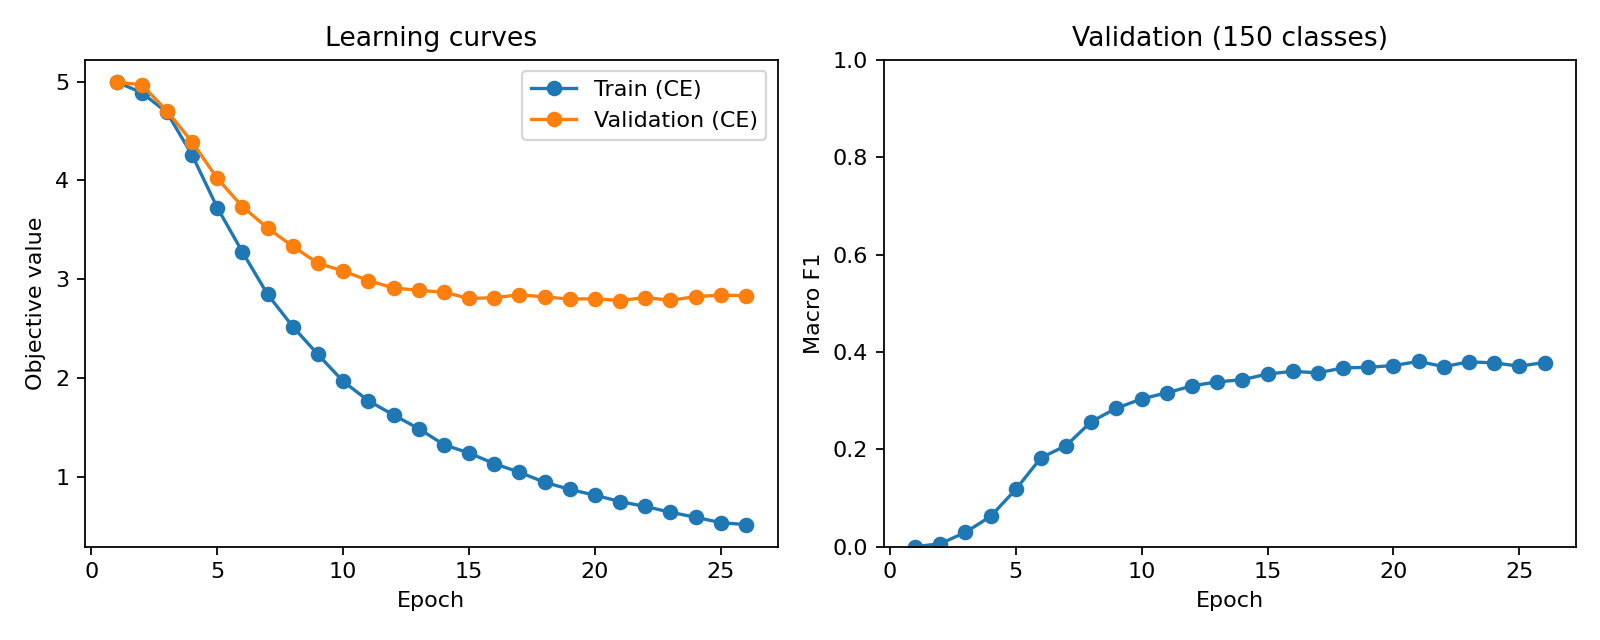 Learning curves
Objective value
5
4
3
2
1
Train (CE)
Validation (CE)
0 5 10 15 20 25
Epoch
Validation (150 classes)
Macro F1
1.0
0.8
0.6
0.4
0.2
0.0
0 5 10 15 20 25
Epoch